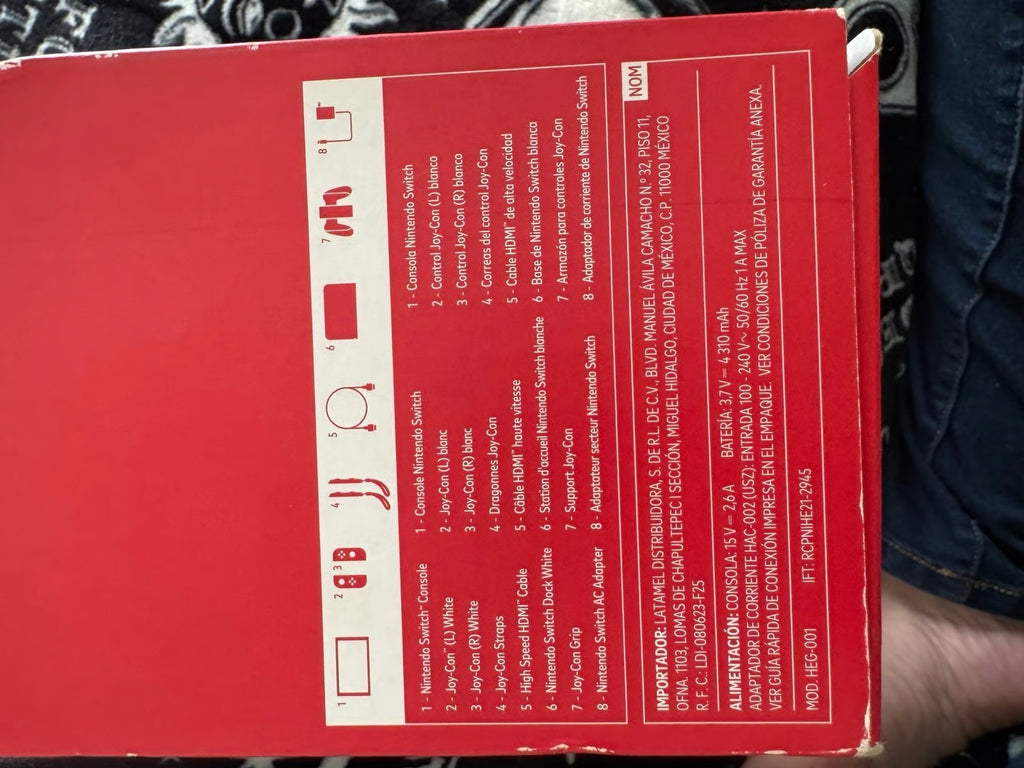 1
2
3
4
5
6
7
8
1 - Nintendo Switch™ Console
2 - Joy-Con™ (L) White
3 - Joy-Con (R) White
4 - Joy-Con Straps
5 - High Speed HDMI™ Cable
6 - Nintendo Switch Dock White
7 - Joy-Con Grip
8 - Nintendo Switch AC Adapter
1 - Console Nintendo Switch
2 - Joy-Con (L) blanc
3 - Joy-Con (R) blanc
4 - Dragonnes Joy-Con
5 - Câble HDMI™ haute vitesse
6 - Station d'accueil Nintendo Switch blanche
7 - Support Joy-Con
8 - Adaptateur secteur Nintendo Switch
1 - Consola Nintendo Switch
2 - Control Joy-Con (L) blanco
3 - Control Joy-Con (R) blanco
4 - Correas del control Joy-Con
5 - Cable HDMI™ de alta velocidad
6 - Base de Nintendo Switch blanca
7 - Armazón para controles Joy-Con
8 - Adaptador de corriente de Nintendo Switch
NOM
IMPORTADOR: LATAMEL DISTRIBUIDORA, S. DE R.L. DE C.V., BLVD. MANUEL ÁVILA CAMACHO N.º 32, PISO 11,
OFNA. 1103, LOMAS DE CHAPULTEPEC I SECCIÓN, MIGUEL HIDALGO, CIUDAD DE MÉXICO, C.P. 11000 MÉXICO
R. F. C.: LDI-080623-F25
ALIMENTACIÓN: CONSOLA: 15 V ⎓ 2,6 A BATERÍA: 3,7 V ⎓ 4 310 mAh
ADAPTADOR DE CORRIENTE HAC-002 (USZ): ENTRADA 100 - 240 V~ 50/60 Hz 1 A MAX
VER GUÍA RÁPIDA DE CONEXIÓN IMPRESA EN EL EMPAQUE. VER CONDICIONES DE PÓLIZA DE GARANTÍA ANEXA.
MOD. HEG-001 IFT: RCPNIHE21-2945